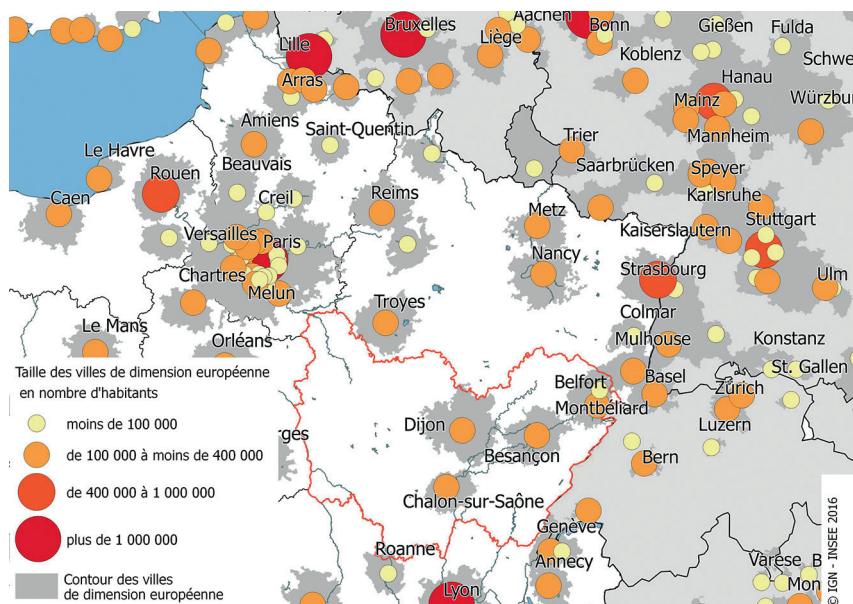 Aachen
Bonn
Gießen
Fulda
Bruxelles
Lille
Liège
Koblenz
Schwe
Hanau
Arras
Mainz
Würzbur
Amiens
Saint-Quentin
Mannheim
Le Havre
Trier
Beauvais
Saarbrücken
Speyer
Rouen
Creil
Reims
Karlsruhe
Caen
Metz
Stuttgart
Versailles
Paris
Kaiserslautern
Nancy
Strasbourg
Chartres
Melun
Ulm
Troyes
Colmar
Le Mans
Orléans
Mulhouse
Konstanz
Taille des villes de dimension européenne
en nombre d'habitants
St. Gallen
Belfort
Basel
Zürich
Montbéliard
moins de 100 000
Dijon
Luzern
rges
Besançon
de 100 000 à moins de 400 000
Bern
de 400 000 à 1 000 000
Chalon-sur-Saône
plus de 1 000 000
Genève
Roanne
Annecy
Varese
B
Contour des villes
de dimension européenne
Lyon
Mon
© IGN - INSEE 2016